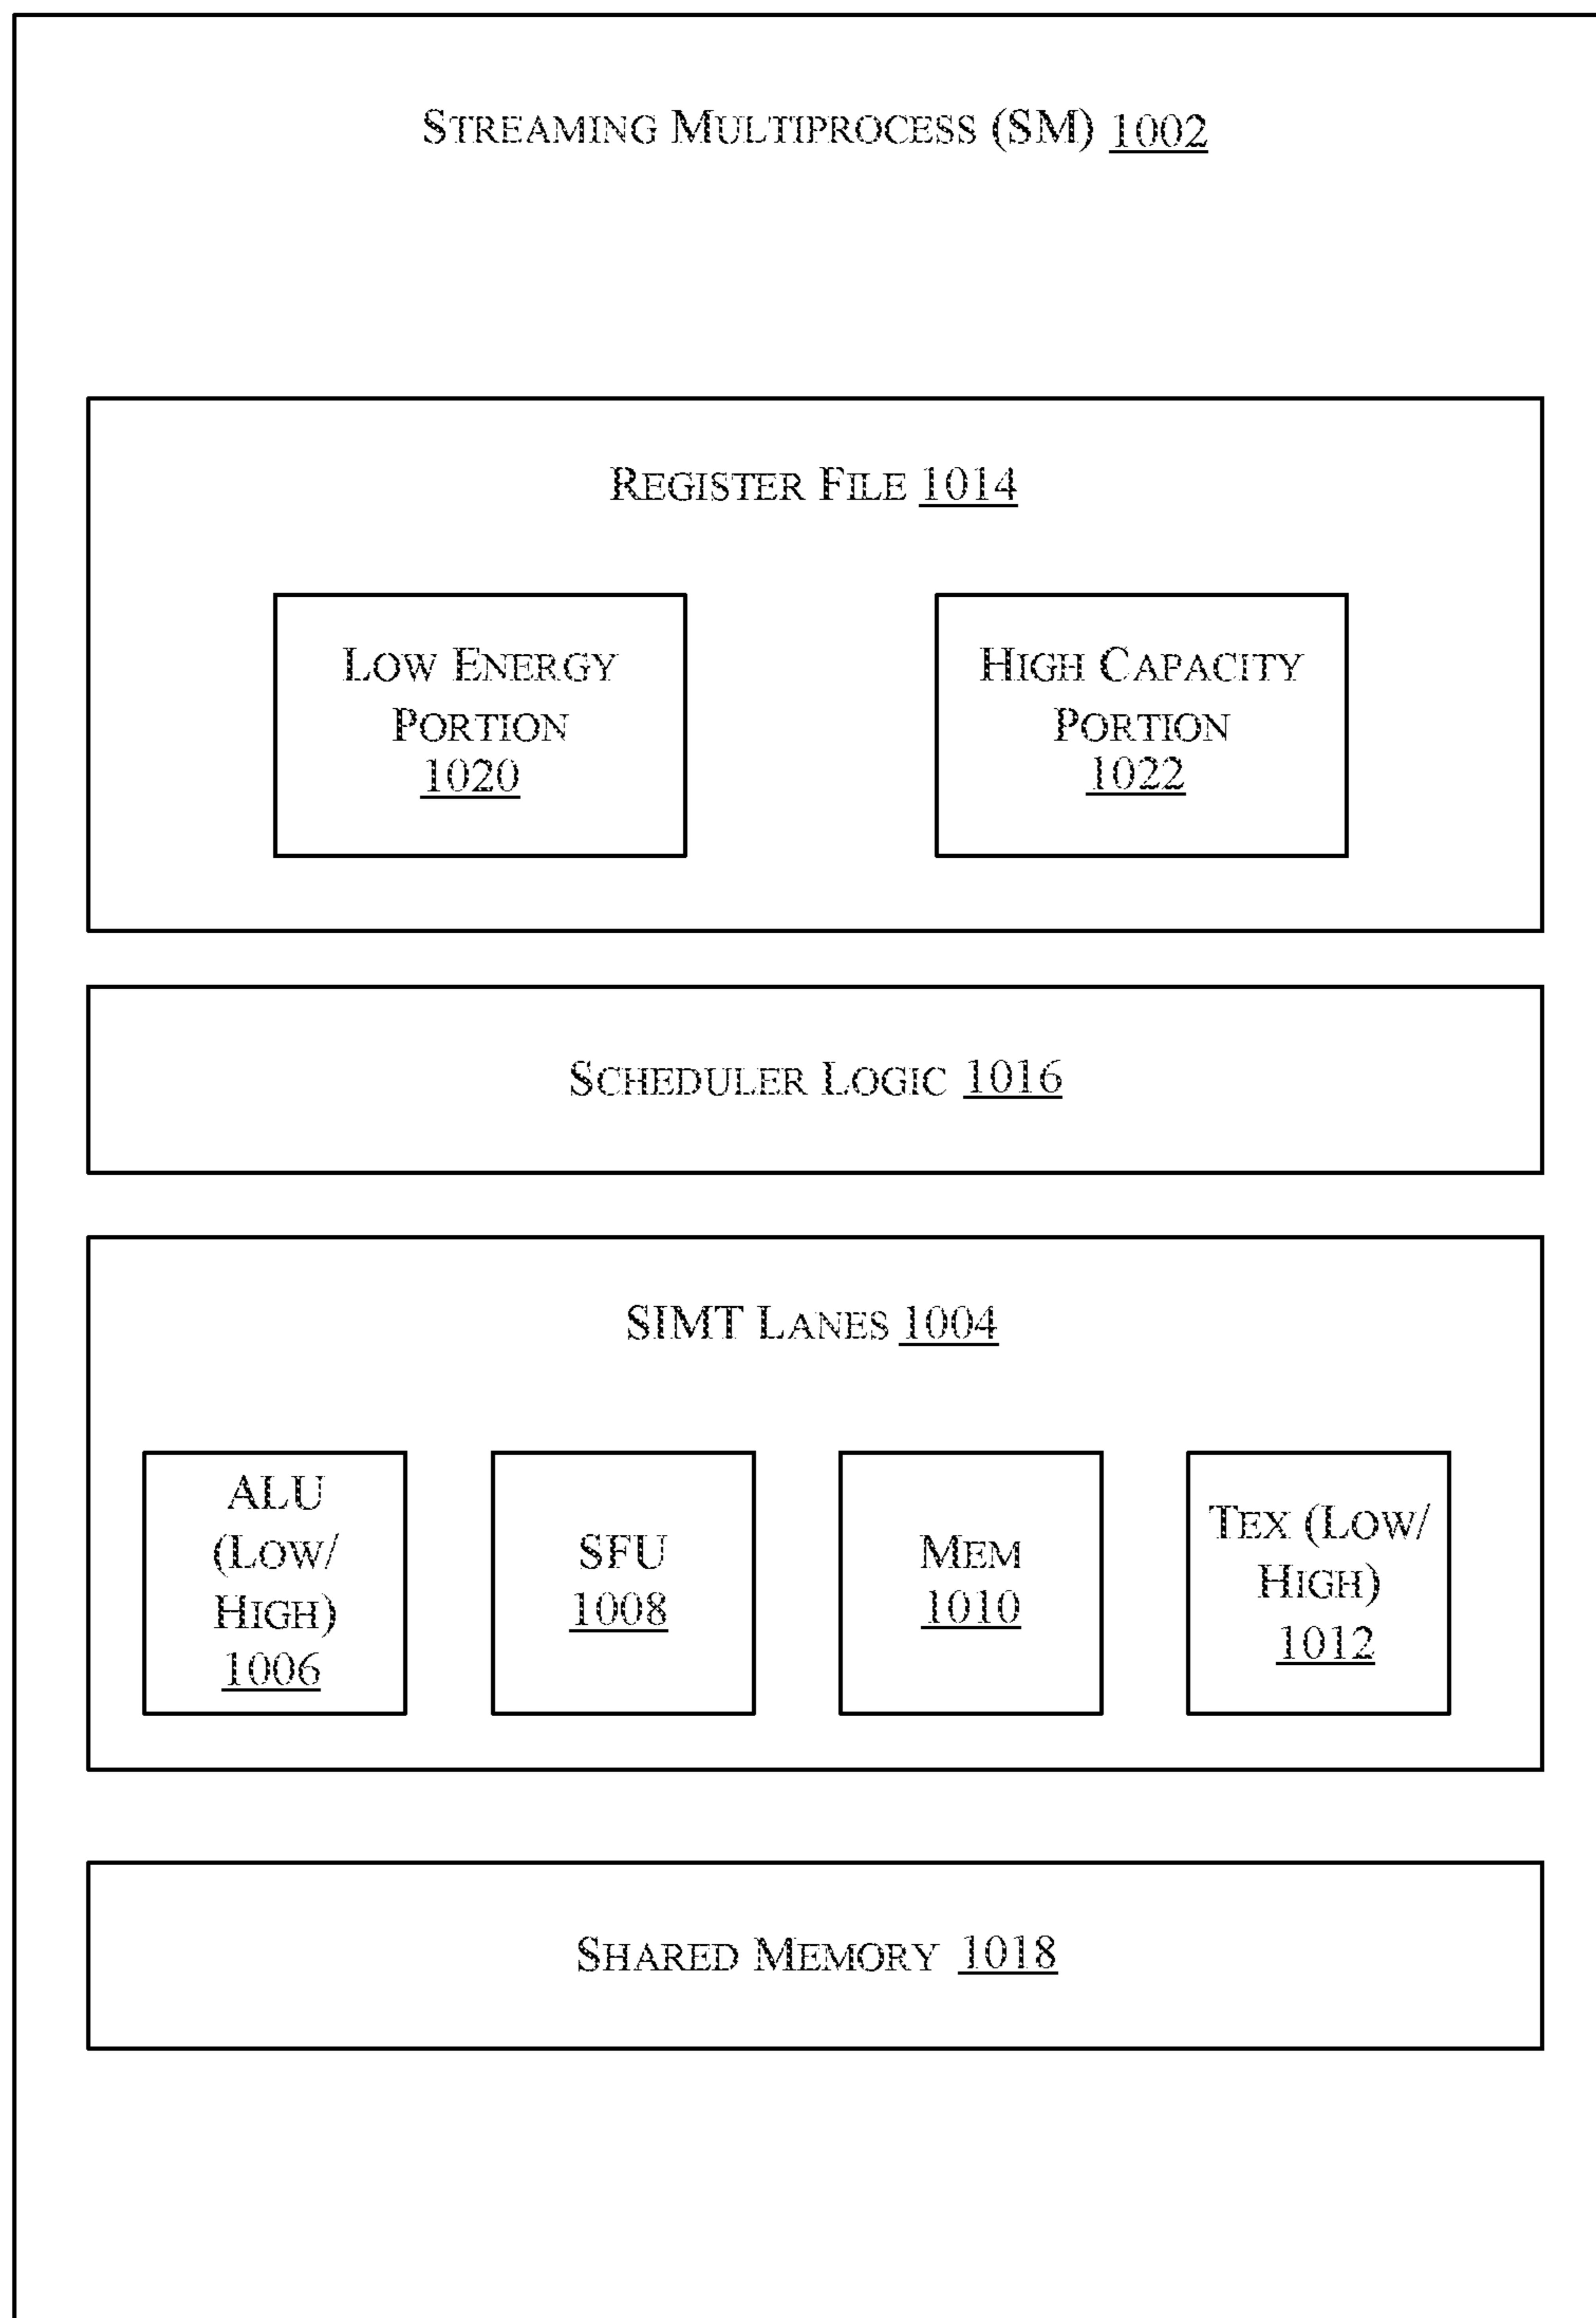 STREAMING MULTIPROCESS (SM) 1002
REGISTER FILE 1014
LOW ENERGY
PORTION
1020
HIGH CAPACITY
PORTION
1022
SCHEDULER LOGIC 1016
SIMT LANES 1004
ALU
(LOW/
HIGH)
1006
SFU
1008
MEM
1010
TEX (LOW/
HIGH)
1012
SHARED MEMORY 1018